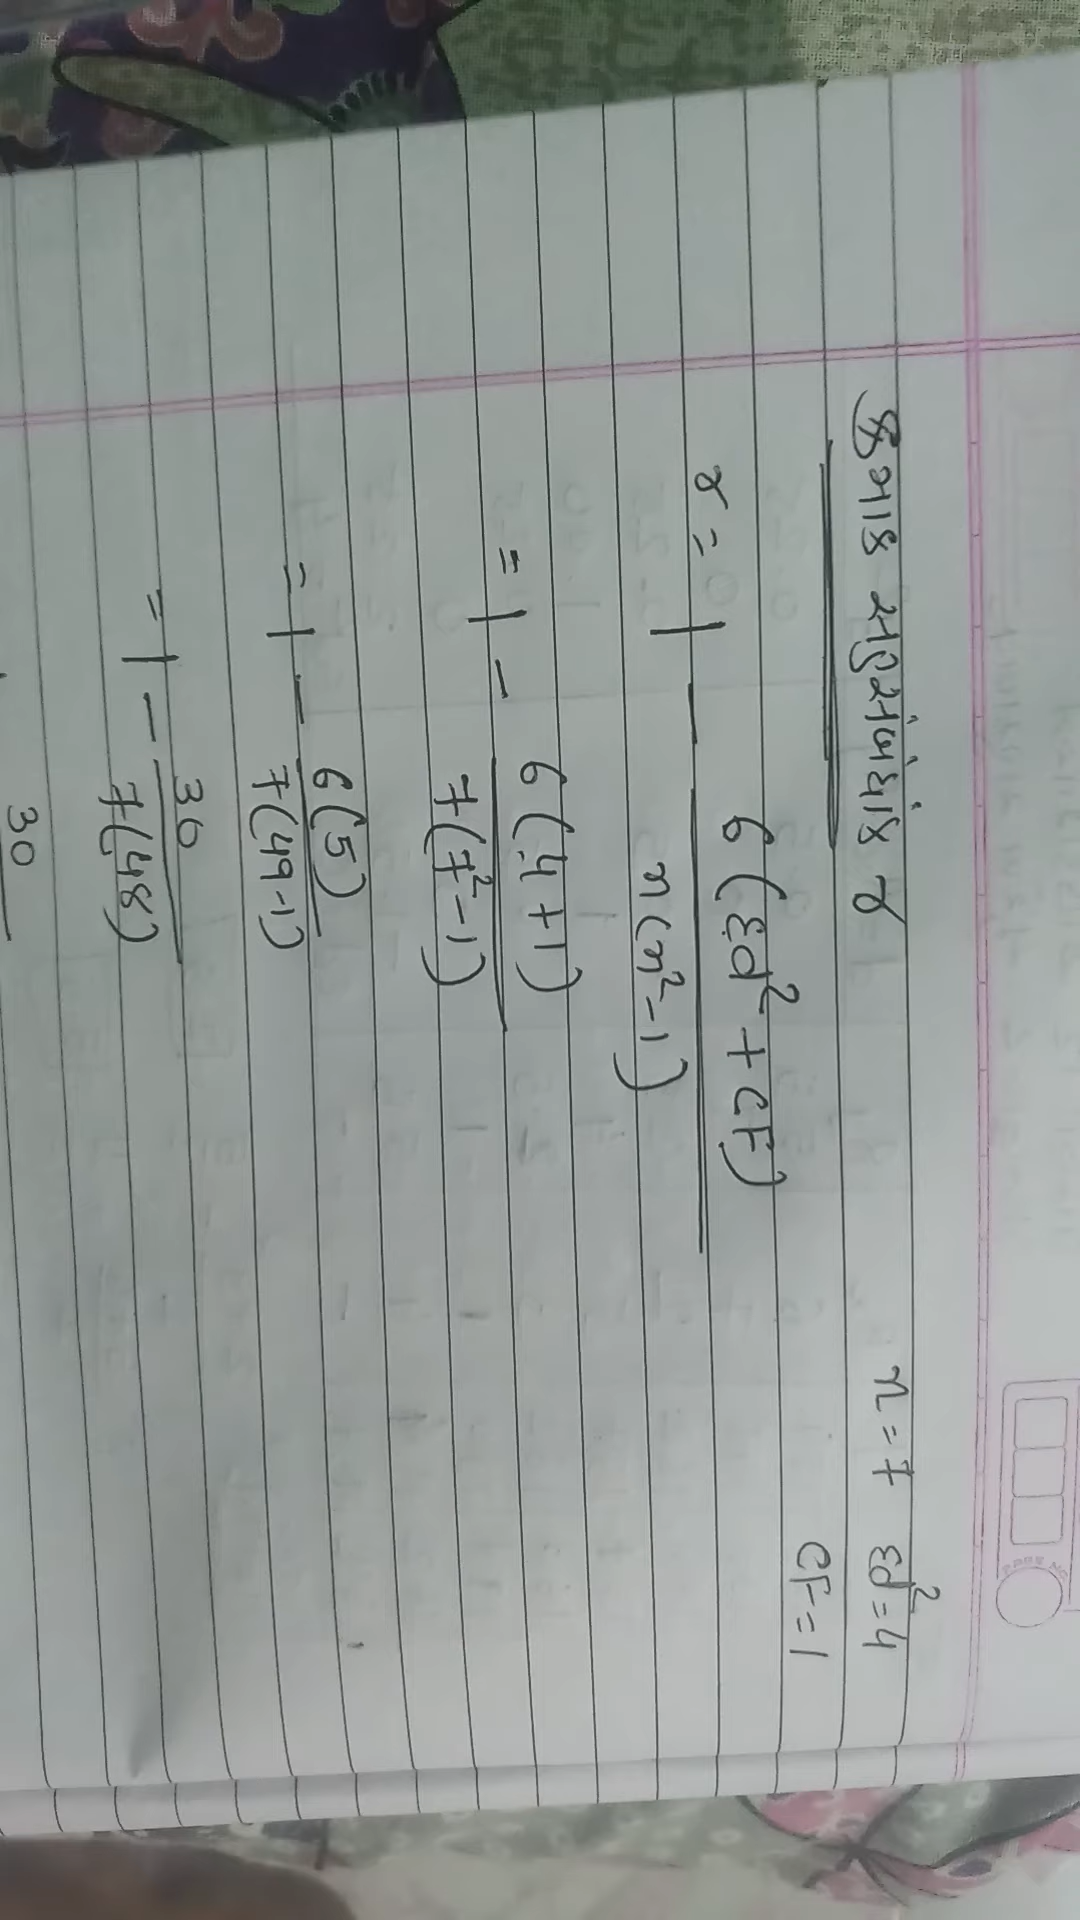 ક્રમાંક સહસંબંધાંક r n = 7 Σd² = 4
CF = 1
r = 1 - 6(Σd² + CF) / n(n² - 1)
= 1 - 6(4 + 1) / 7(7² - 1)
= 1 - 6(5) / 7(49 - 1)
= 1 - 30 / 7(48)
30